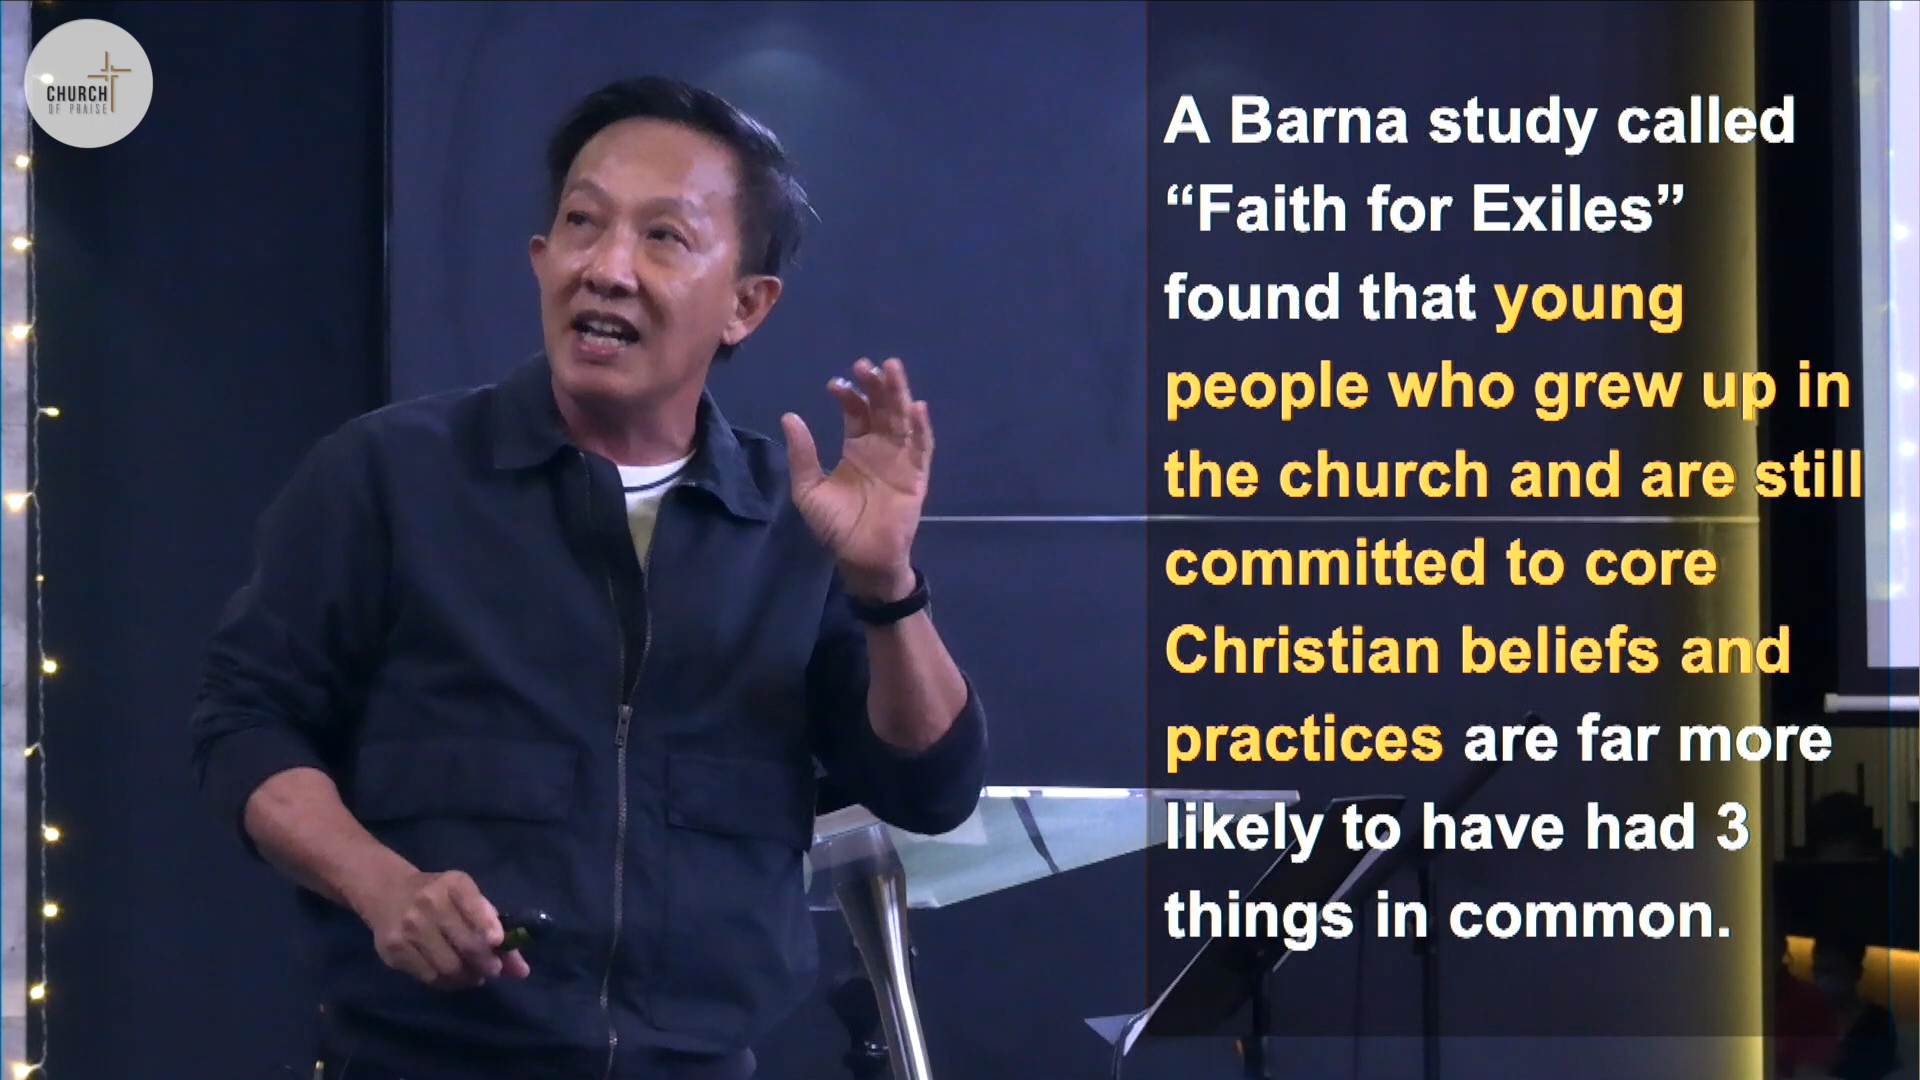 CHURCH
OF PRAISE
A Barna study called
“Faith for Exiles”
found that young
people who grew up in
the church and are still
committed to core
Christian beliefs and
practices are far more
likely to have had 3
things in common.